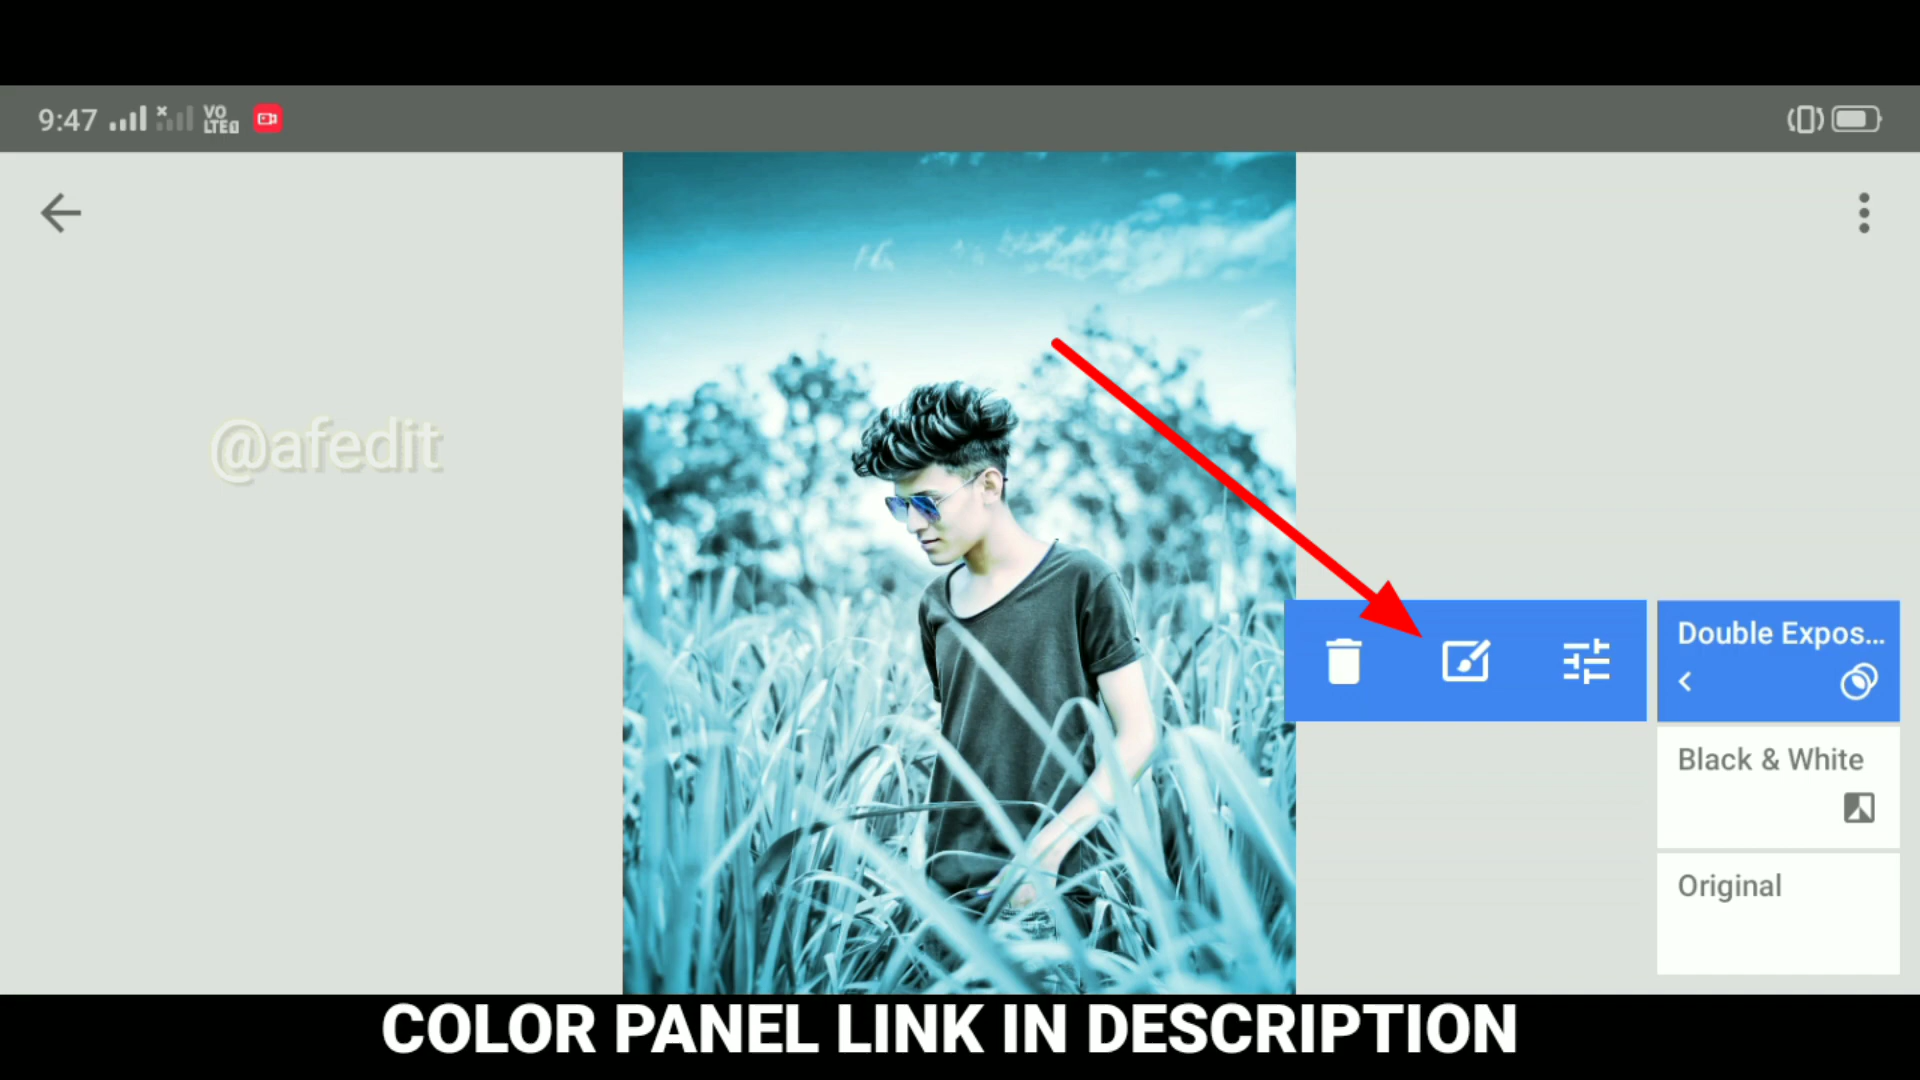 9:47 VO LTE
@afedit
Double Expos...
Black & White
Original
COLOR PANEL LINK IN DESCRIPTION